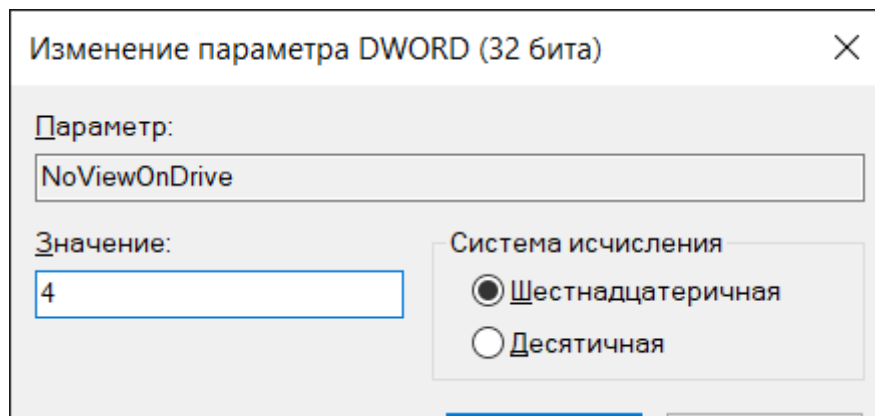 Изменение параметра DWORD (32 бита)
Параметр:
NoViewOnDrive
Значение:
4
Система исчисления
Шестнадцатеричная
Десятичная